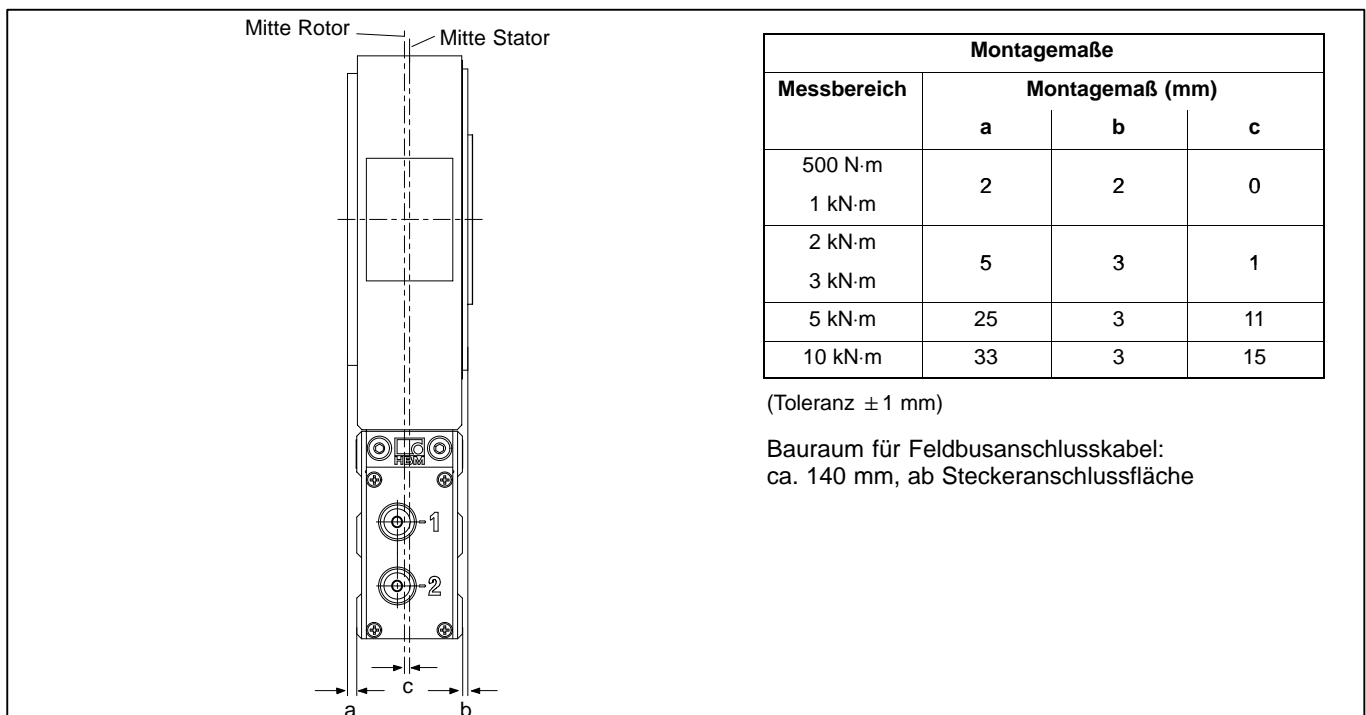 Mitte Rotor
Mitte Stator
HBM
1
2
c
a
b
Montagemaße
Messbereich Montagemaß (mm)
a b c
500 N·m
1 kN·m
2 2 0
2 kN·m
3 kN·m
5 3 1
5 kN·m 25 3 11
10 kN·m 33 3 15
(Toleranz ±1 mm)
Bauraum für Feldbusanschlusskabel:
ca. 140 mm, ab Steckeranschlussfläche